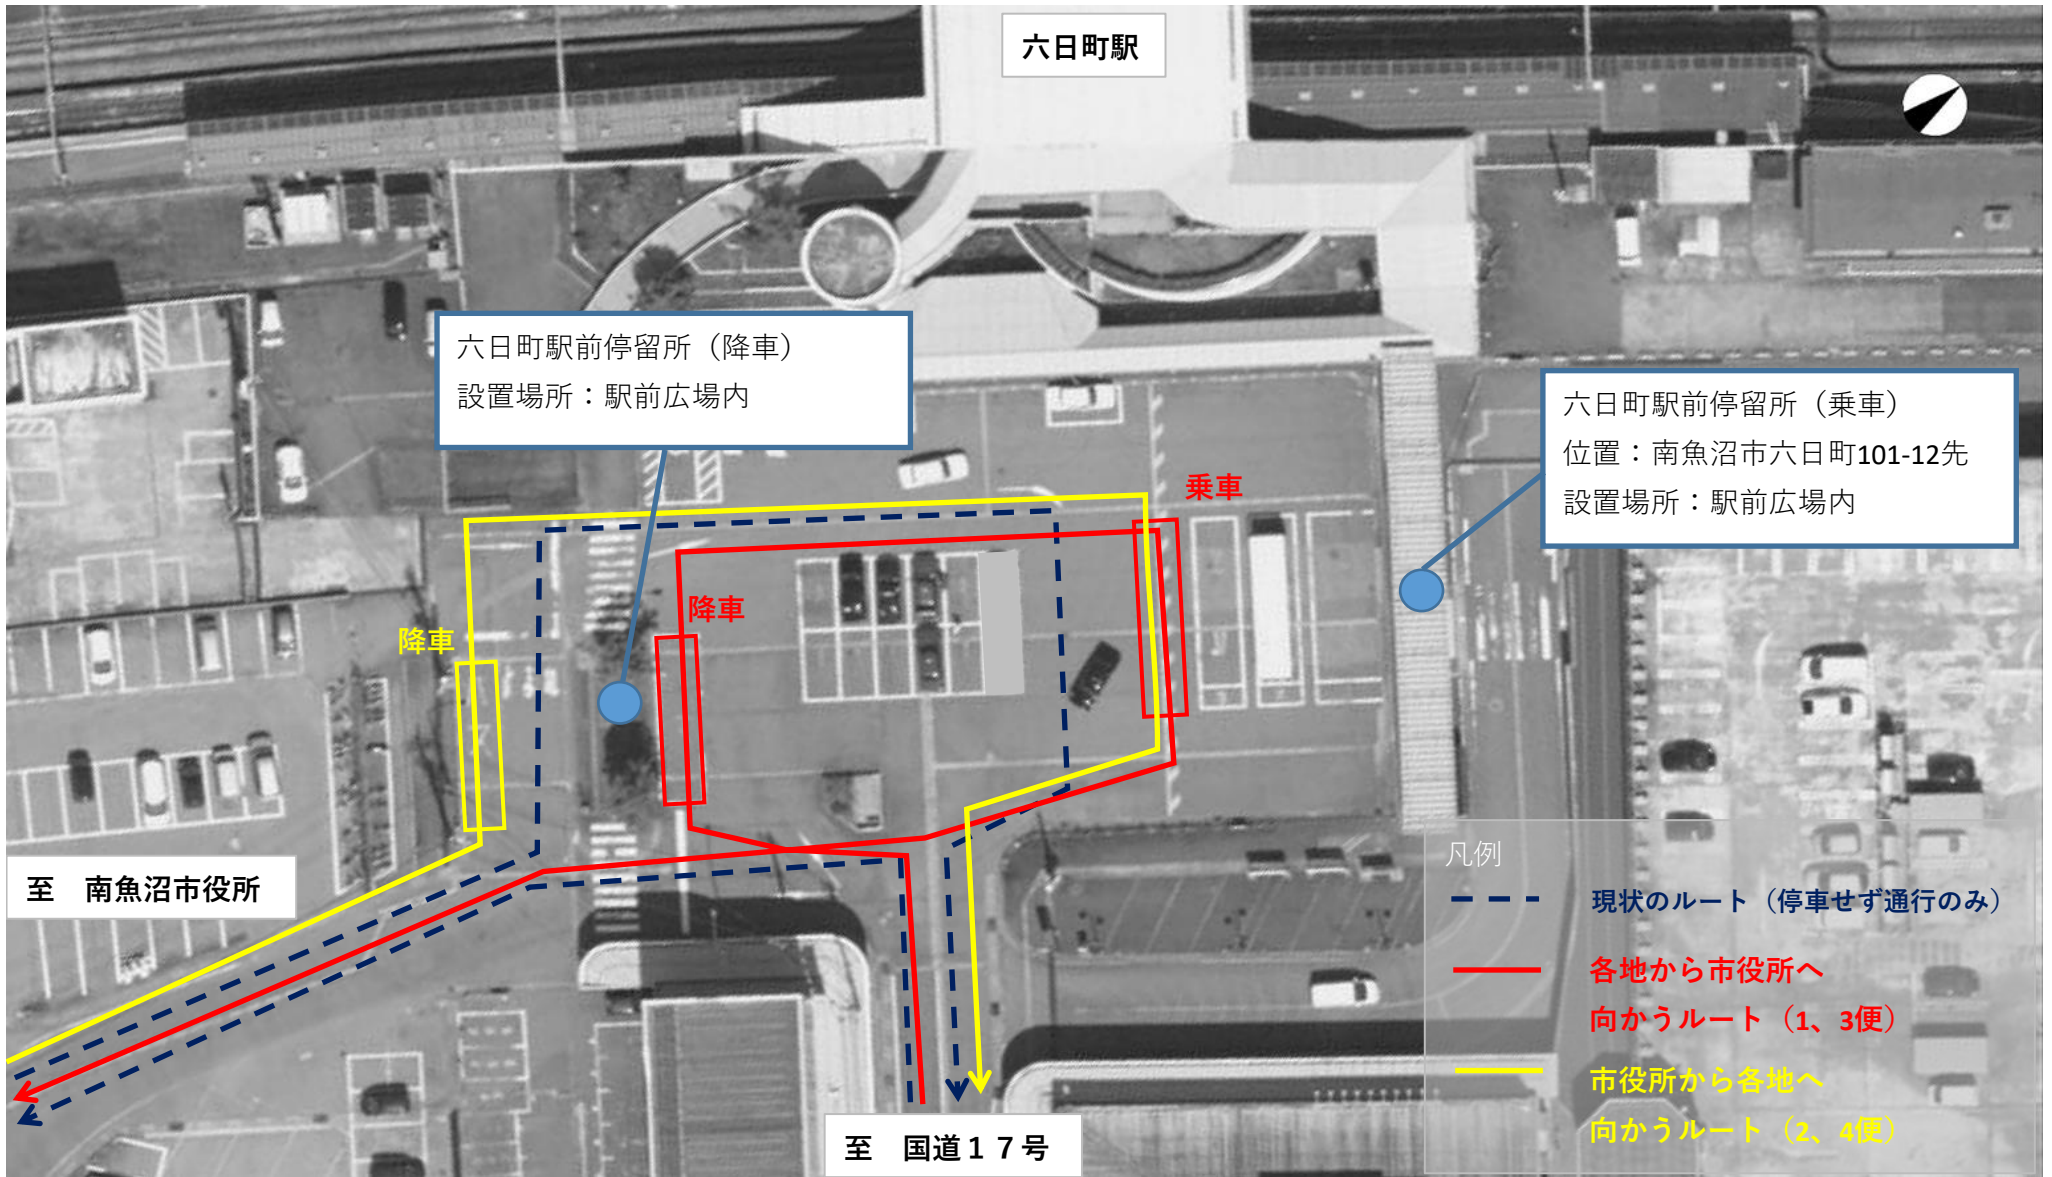 六日町駅
六日町駅前停留所（降車）
設置場所：駅前広場内
六日町駅前停留所（乗車）
位置：南魚沼市六日町101-12先
設置場所：駅前広場内
乗車
降車
降車
至　南魚沼市役所
至　国道１７号
凡例
現状のルート（停車せず通行のみ）
各地から市役所へ
向かうルート（1、3便）
市役所から各地へ
向かうルート（2、4便）